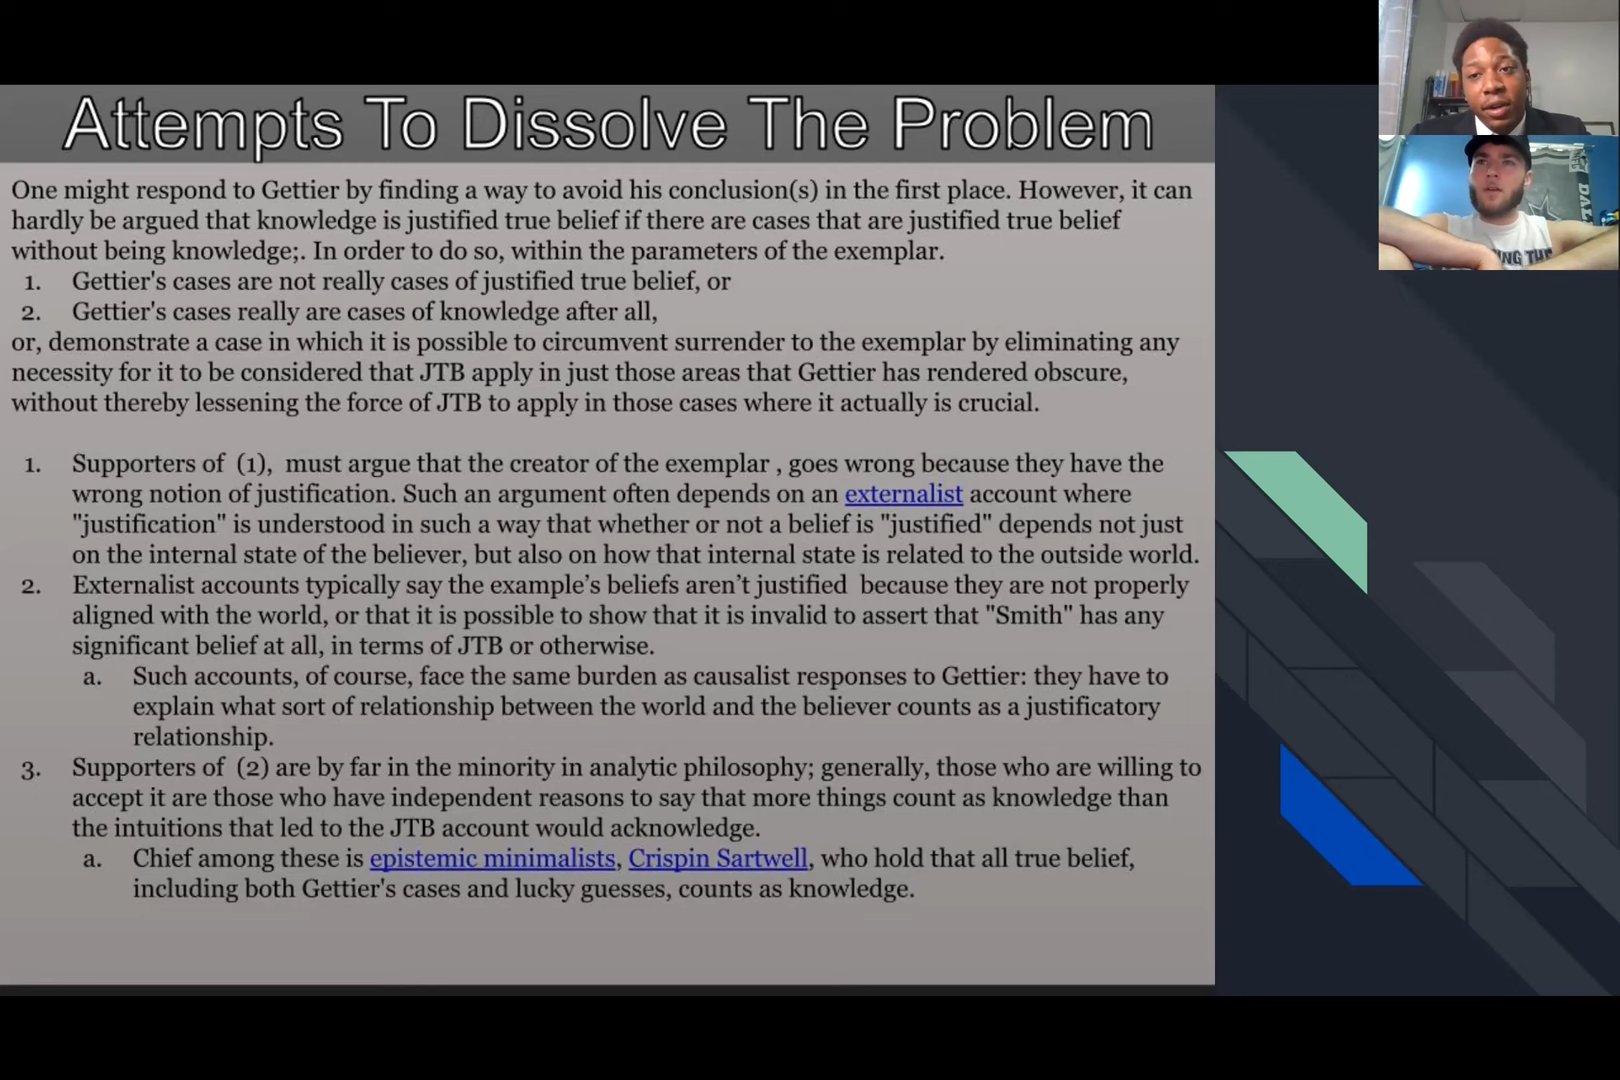 Attempts To Dissolve The Problem
One might respond to Gettier by finding a way to avoid his conclusion(s) in the first place. However, it can
hardly be argued that knowledge is justified true belief if there are cases that are justified true belief
without being knowledge;. In order to do so, within the parameters of the exemplar.
1. Gettier's cases are not really cases of justified true belief, or
2. Gettier's cases really are cases of knowledge after all,
or, demonstrate a case in which it is possible to circumvent surrender to the exemplar by eliminating any
necessity for it to be considered that JTB apply in just those areas that Gettier has rendered obscure,
without thereby lessening the force of JTB to apply in those cases where it actually is crucial.
1. Supporters of (1), must argue that the creator of the exemplar , goes wrong because they have the
wrong notion of justification. Such an argument often depends on an externalist account where
"justification" is understood in such a way that whether or not a belief is "justified" depends not just
on the internal state of the believer, but also on how that internal state is related to the outside world.
2. Externalist accounts typically say the example’s beliefs aren’t justified because they are not properly
aligned with the world, or that it is possible to show that it is invalid to assert that "Smith" has any
significant belief at all, in terms of JTB or otherwise.
a. Such accounts, of course, face the same burden as causalist responses to Gettier: they have to
explain what sort of relationship between the world and the believer counts as a justificatory
relationship.
3. Supporters of (2) are by far in the minority in analytic philosophy; generally, those who are willing to
accept it are those who have independent reasons to say that more things count as knowledge than
the intuitions that led to the JTB account would acknowledge.
a. Chief among these is epistemic minimalists, Crispin Sartwell, who hold that all true belief,
including both Gettier's cases and lucky guesses, counts as knowledge.